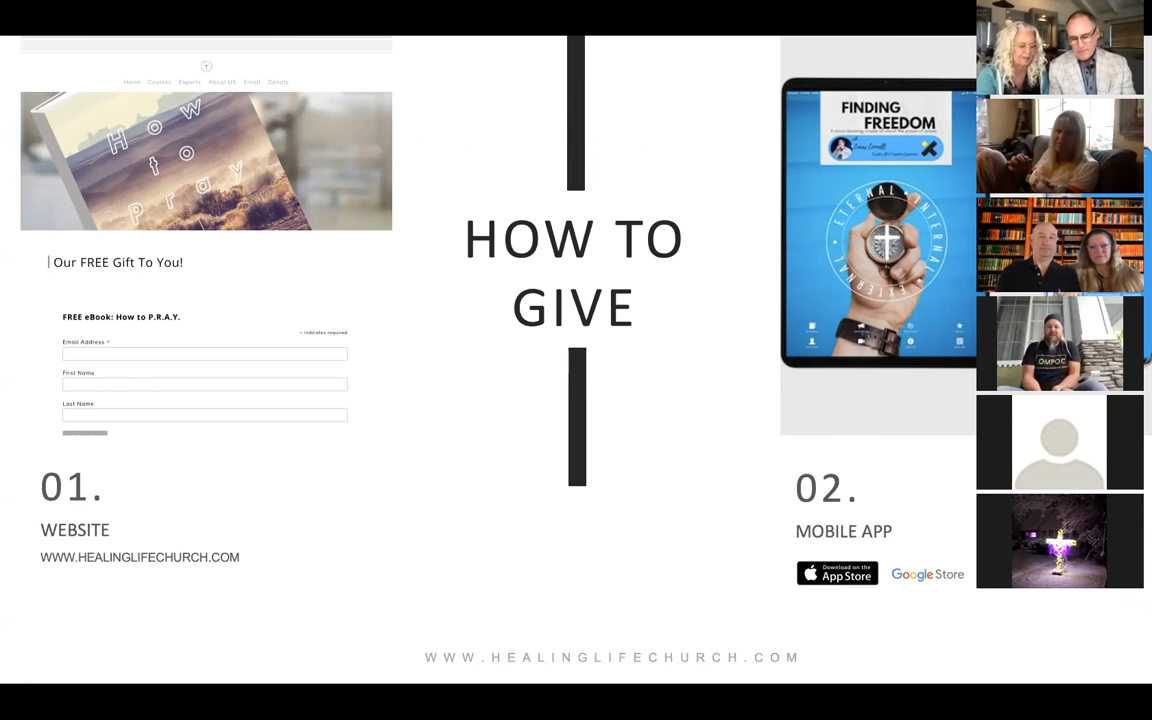 Home Courses Experts About US Email Donate
How
to
Pray
Our FREE Gift To You!
FREE eBook: How to P.R.A.Y.
* indicates required
Email Address *
First Name
Last Name
01.
WEBSITE
WWW.HEALINGLIFECHURCH.COM
HOW TO
GIVE
FINDING
FREEDOM
ETERNAL INTERNAL EXTERNAL
02.
MOBILE APP
Download on the
App Store
Google Store
OMPOC
WWW.HEALINGLIFECHURCH.COM